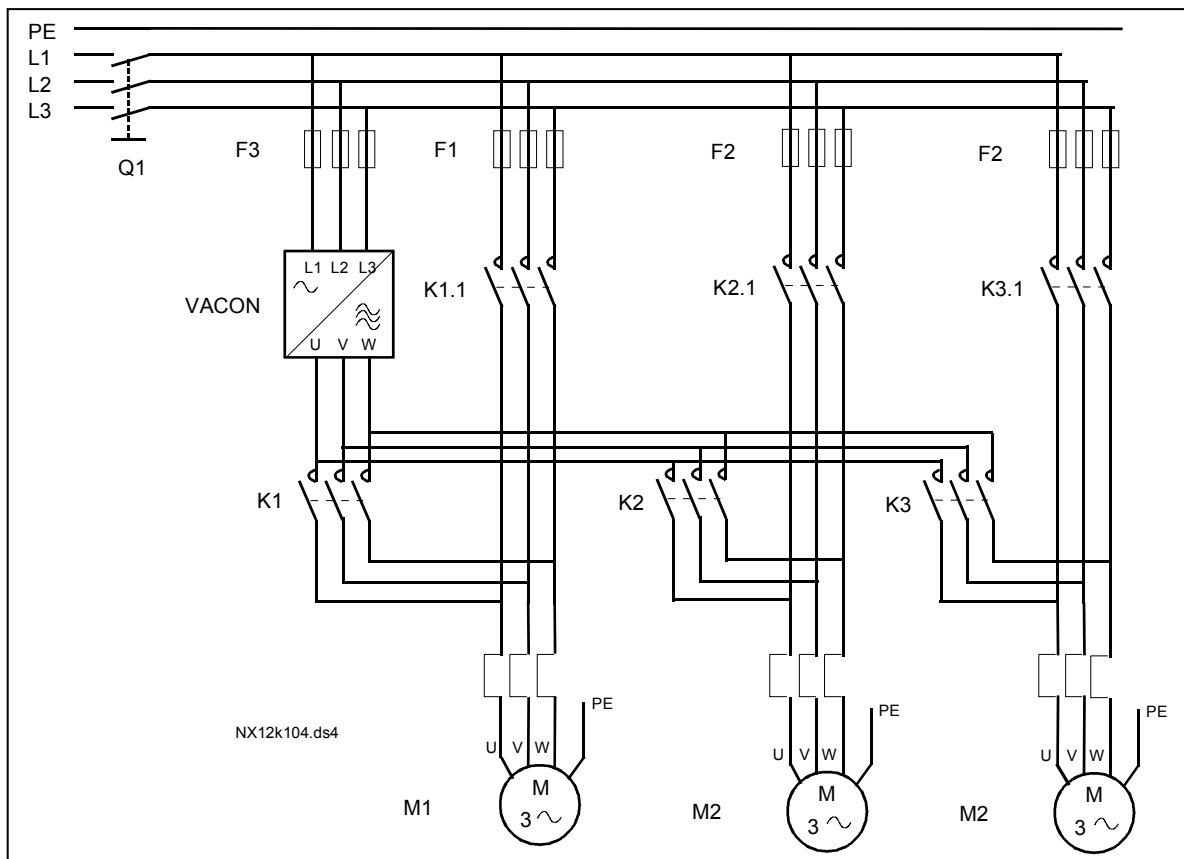 PE
L1
L2
L3
Q1
F3
F1
F2
F2
L1 L2 L3
VACON
U V W
K1.1
K2.1
K3.1
K1
K2
K3
NX12k104.ds4
PE
PE
PE
U V W
U V W
U V W
M
3
M
3
M
3
M1
M2
M2